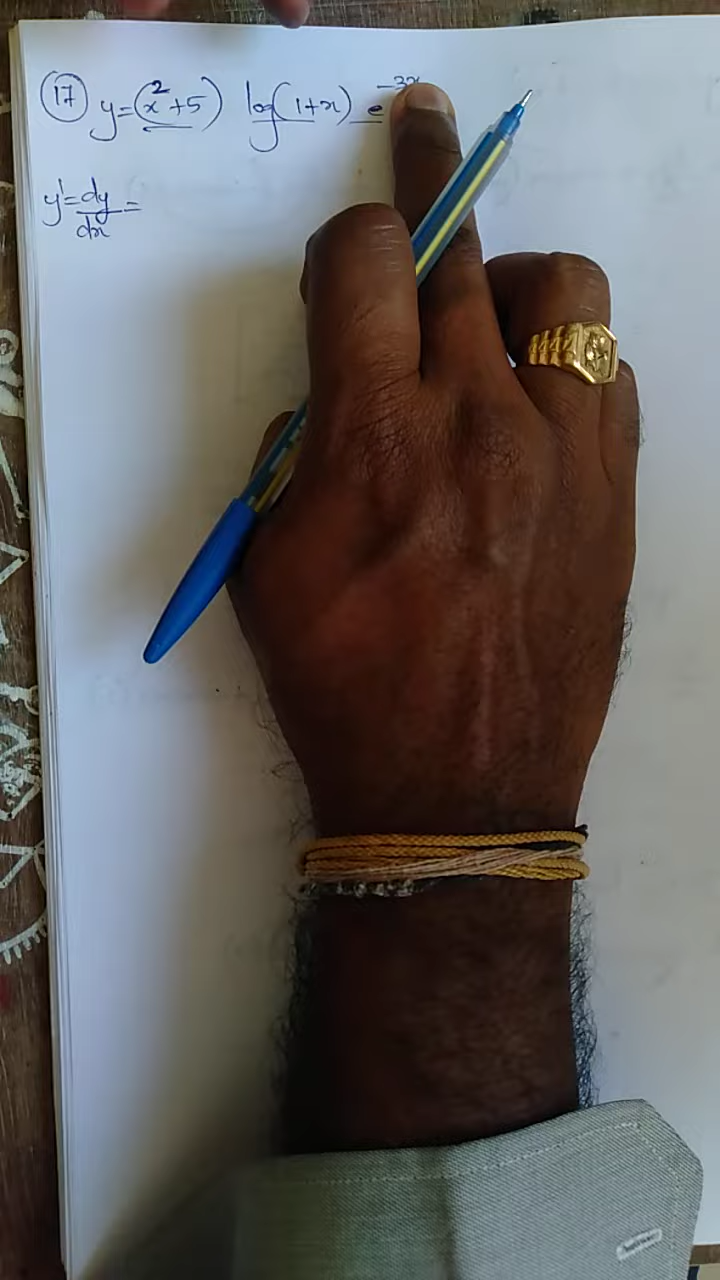 17 y=(x²+5) log(1+x) e⁻³ˣ
y'=dy/dx=